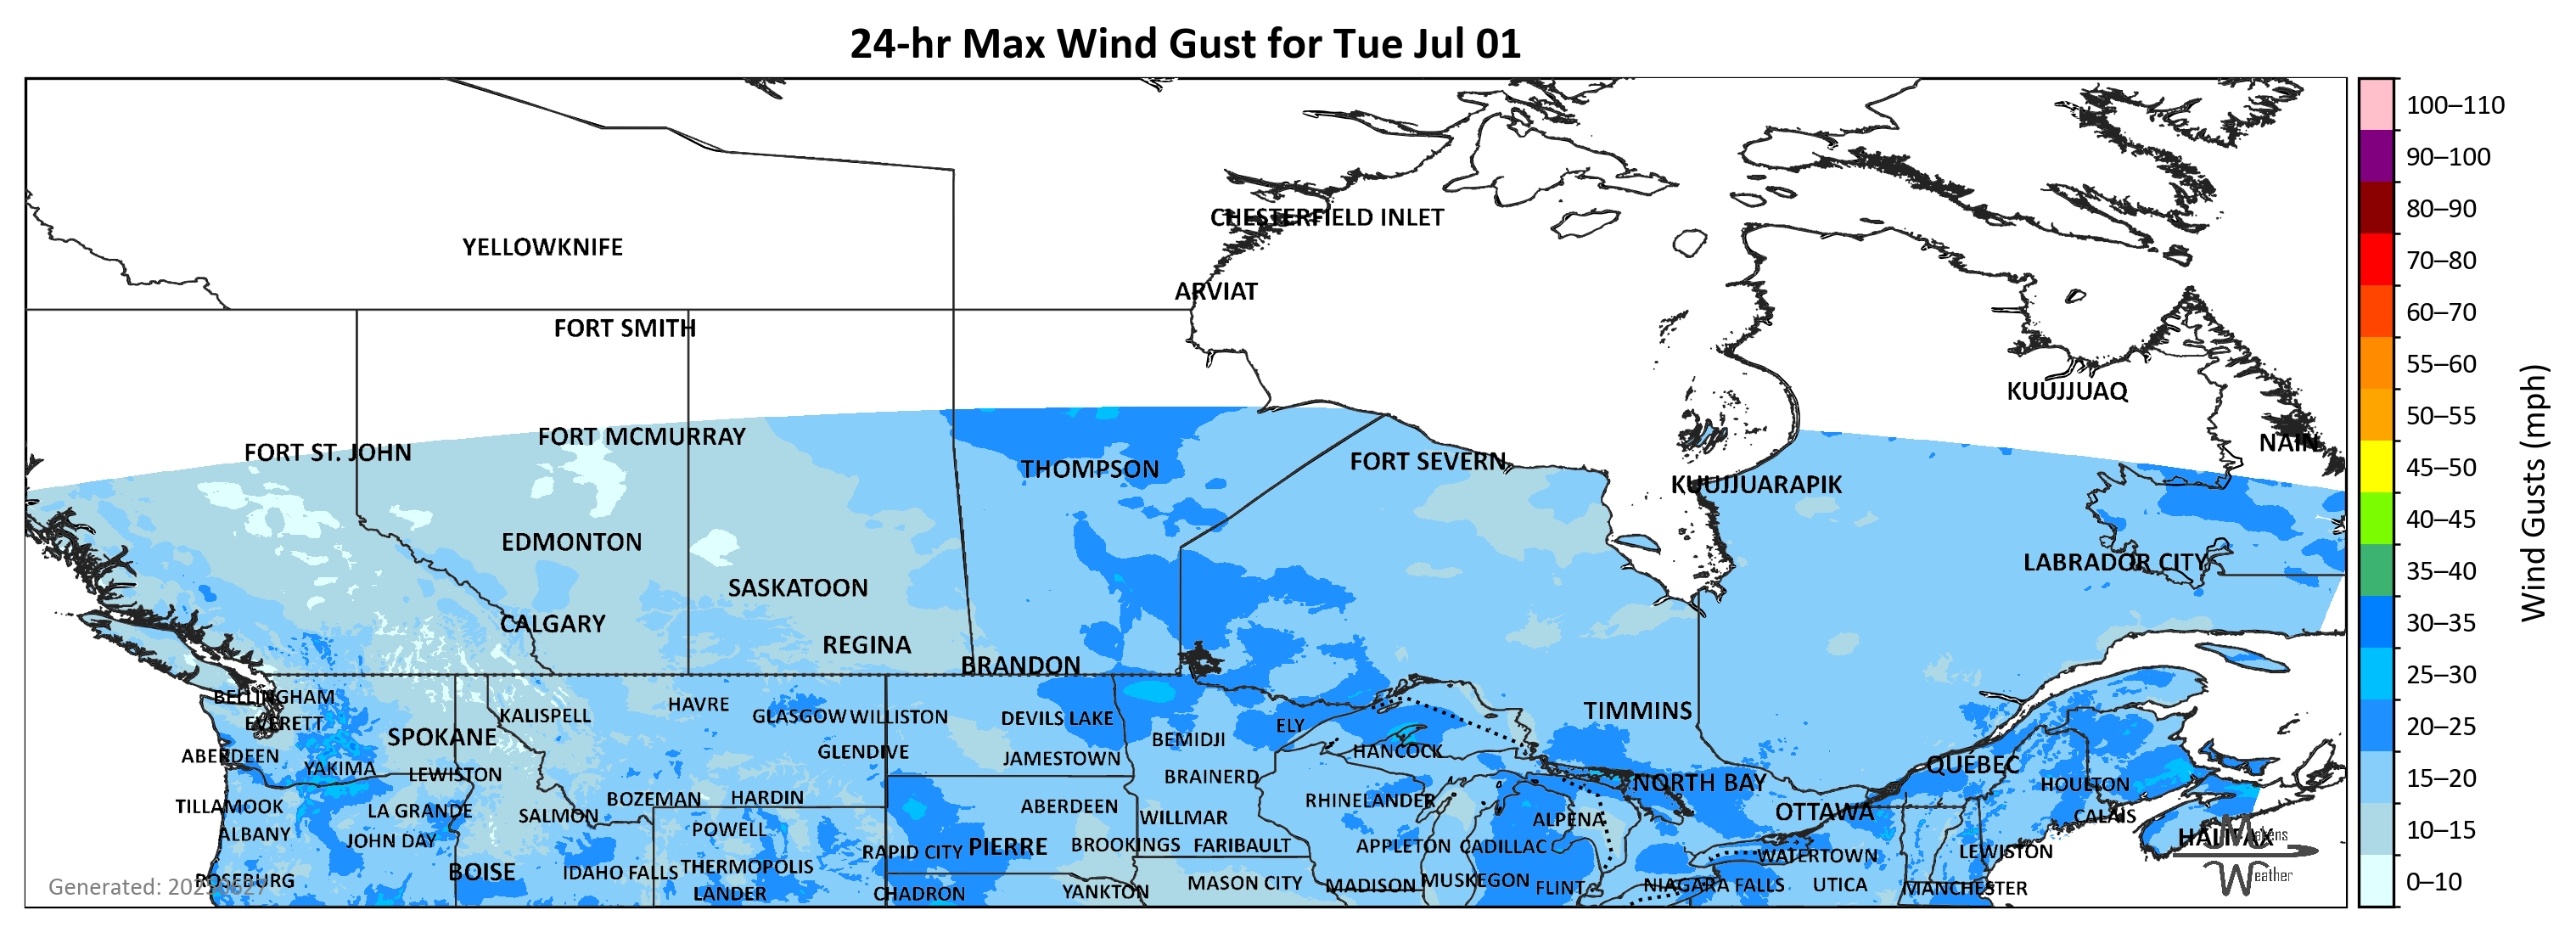 24-hr Max Wind Gust for Tue Jul 01
100–110
90–100
80–90
70–80
60–70
55–60
50–55
45–50
40–45
35–40
30–35
25–30
20–25
15–20
10–15
0–10
Wind Gusts (mph)
CHESTERFIELD INLET
YELLOWKNIFE
ARVIAT
FORT SMITH
KUUJJUAQ
FORT MCMURRAY
NAIN
FORT ST. JOHN
FORT SEVERN
THOMPSON
KUUJJUARAPIK
EDMONTON
LABRADOR CITY
SASKATOON
CALGARY
REGINA
BRANDON
BELLINGHAM
HAVRE
TIMMINS
KALISPELL
GLASGOW
WILLISTON
DEVILS LAKE
EVERETT
ELY
SPOKANE
BEMIDJI
GLENDIVE
HANCOCK
ABERDEEN
JAMESTOWN
QUEBEC
YAKIMA
LEWISTON
BRAINERD
NORTH BAY
HOULTON
BOZEMAN
HARDIN
RHINELANDER
TILLAMOOK
LA GRANDE
ABERDEEN
OTTAWA
SALMON
WILLMAR
CALAIS
ALPENA
ALBANY
POWELL
HALIFAX
Makens
JOHN DAY
RAPID CITY
PIERRE
BROOKINGS
FARIBAULT
APPLETON
CADILLAC
WATERTOWN
LEWISTON
THERMOPOLIS
BOISE
IDAHO FALLS
Weather
ROSEBURG
MASON CITY
MADISON
MUSKEGON
NIAGARA FALLS
UTICA
Generated:
FLINT
MANCHESTER
LANDER
CHADRON
YANKTON